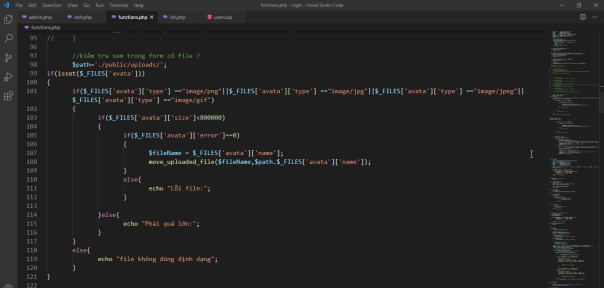 File Edit Selection View Go Run Terminal Help
functions.php - Login - Visual Studio Code
admin.php
edit.php
functions.php
list.php
users.sql
functions.php
95 // }
96
97 //kiểm tra xem trong form có file ?
98 $path='./public/uploads/';
99 if(isset($_FILES['avata']))
100 {
101 if($_FILES['avata']['type'] =="image/png"||$_FILES['avata']['type'] =="image/jpg"||$_FILES['avata']['type'] =="image/jpeg"||
$_FILES['avata']['type'] =="image/gif")
102 {
103 if($_FILES['avata']['size']<800000)
104 {
105 if($_FILES['avata']['error']==0)
106 {
107 $fileName = $_FILES['avata']['name'];
108 move_uploaded_file($fileName,$path.$_FILES['avata']['name']);
109 }
110 else{
111 echo "Lỗi file:";
112 }
113
114 }else{
115 echo "Phải quá lớn:";
116 }
117 }
118 else{
119 echo "file không đúng định dạng";
120 }
121 }
122